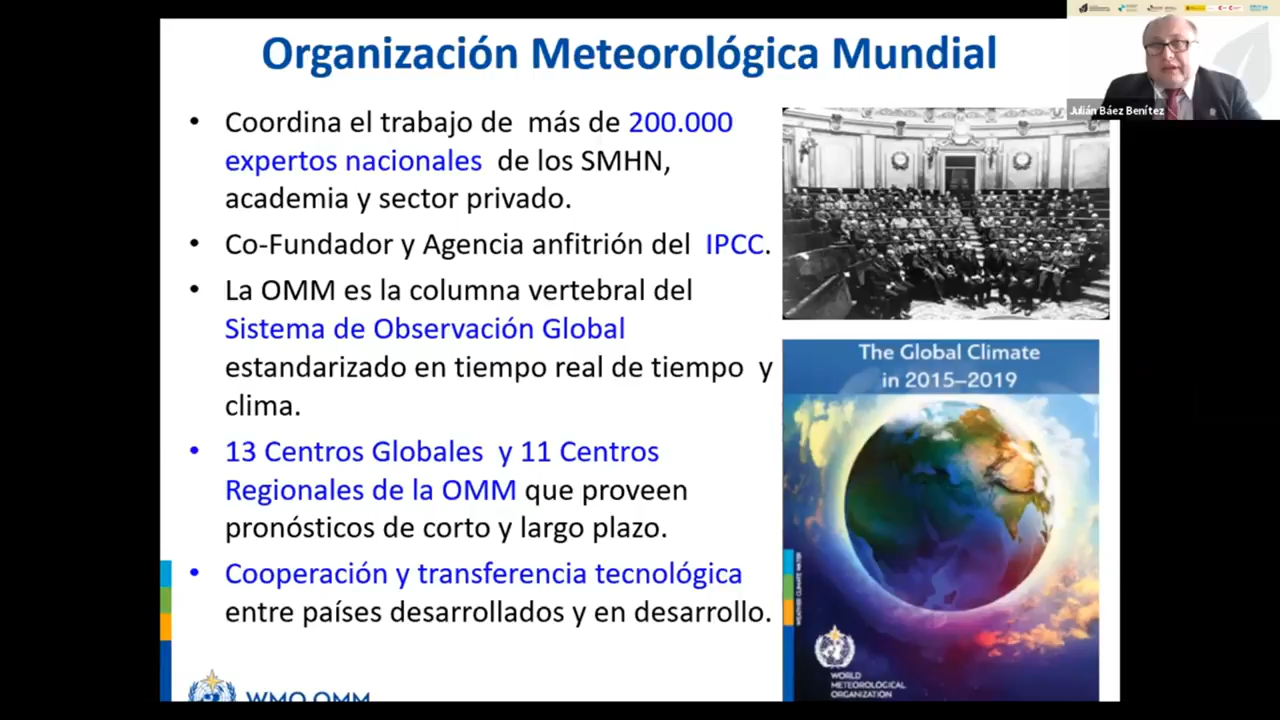 Organización Meteorológica Mundial
Julián Báez Benítez
• Coordina el trabajo de más de 200.000
expertos nacionales de los SMHN,
academia y sector privado.
• Co-Fundador y Agencia anfitrión del IPCC.
• La OMM es la columna vertebral del
Sistema de Observación Global
estandarizado en tiempo real de tiempo y
clima.
• 13 Centros Globales y 11 Centros
Regionales de la OMM que proveen
pronósticos de corto y largo plazo.
• Cooperación y transferencia tecnológica
entre países desarrollados y en desarrollo.
WMO OMM
The Global Climate
in 2015–2019
WEATHER CLIMATE WATER
WORLD
METEOROLOGICAL
ORGANIZATION